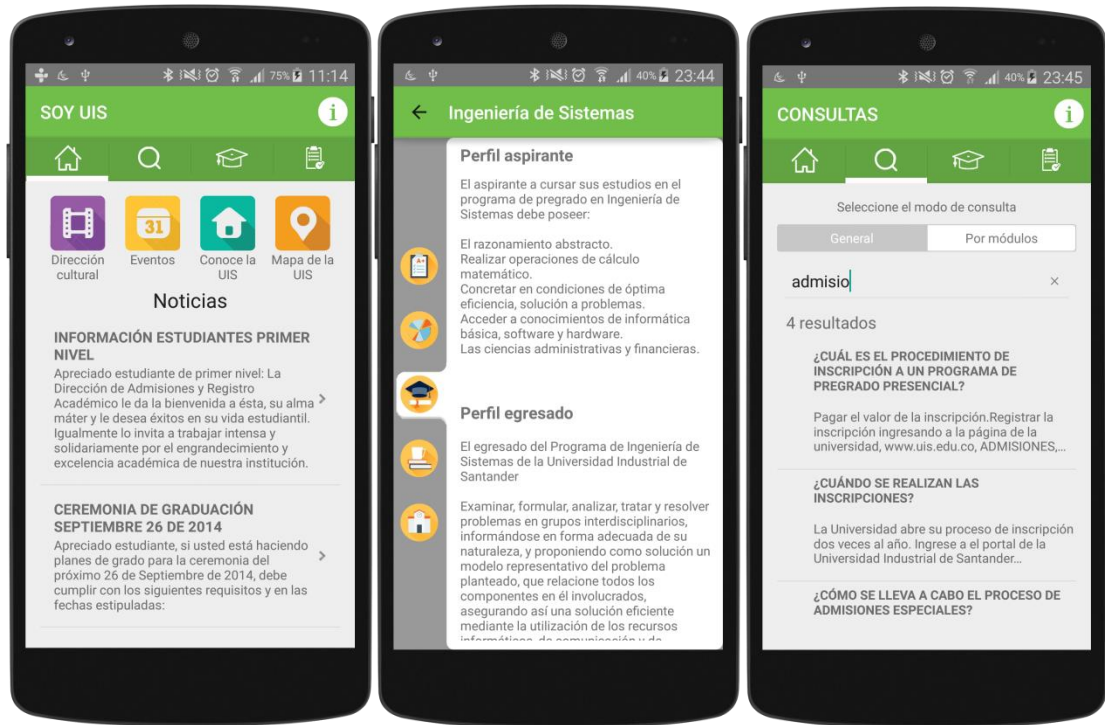 75% 11:14
SOY UIS
i
31
Dirección
cultural
Eventos
Conoce la
UIS
Mapa de la
UIS
Noticias
INFORMACIÓN ESTUDIANTES PRIMER
NIVEL
Apreciado estudiante de primer nivel: La
Dirección de Admisiones y Registro
Académico le da la bienvenida a ésta, su alma
máter y le desea éxitos en su vida estudiantil.
Igualmente lo invita a trabajar intensa y
solidariamente por el engrandecimiento y
excelencia académica de nuestra institución.
CEREMONIA DE GRADUACIÓN
SEPTIEMBRE 26 DE 2014
Apreciado estudiante, si usted está haciendo
planes de grado para la ceremonia del
próximo 26 de Septiembre de 2014, debe
cumplir con los siguientes requisitos y en las
fechas estipuladas:
40% 23:44
Ingeniería de Sistemas
Perfil aspirante
El aspirante a cursar sus estudios en el
programa de pregrado en Ingeniería de
Sistemas debe poseer:
El razonamiento abstracto.
Realizar operaciones de cálculo
matemático.
Concretar en condiciones de óptima
eficiencia, solución a problemas.
Acceder a conocimientos de informática
básica, software y hardware.
Las ciencias administrativas y financieras.
Perfil egresado
El egresado del Programa de Ingeniería de
Sistemas de la Universidad Industrial de
Santander
Examinar, formular, analizar, tratar y resolver
problemas en grupos interdisciplinarios,
informándose en forma adecuada de su
naturaleza, y proponiendo como solución un
modelo representativo del problema
planteado, que relacione todos los
componentes en él involucrados,
asegurando así una solución eficiente
mediante la utilización de los recursos
informáticos, de comunicación y de
40% 23:45
CONSULTAS
i
Seleccione el modo de consulta
General
Por módulos
admisio
4 resultados
¿CUÁL ES EL PROCEDIMIENTO DE
INSCRIPCIÓN A UN PROGRAMA DE
PREGRADO PRESENCIAL?
Pagar el valor de la inscripción.Registrar la
inscripción ingresando a la página de la
universidad, www.uis.edu.co, ADMISIONES,...
¿CUÁNDO SE REALIZAN LAS
INSCRIPCIONES?
La Universidad abre su proceso de inscripción
dos veces al año. Ingrese a el portal de la
Universidad Industrial de Santander...
¿CÓMO SE LLEVA A CABO EL PROCESO DE
ADMISIONES ESPECIALES?